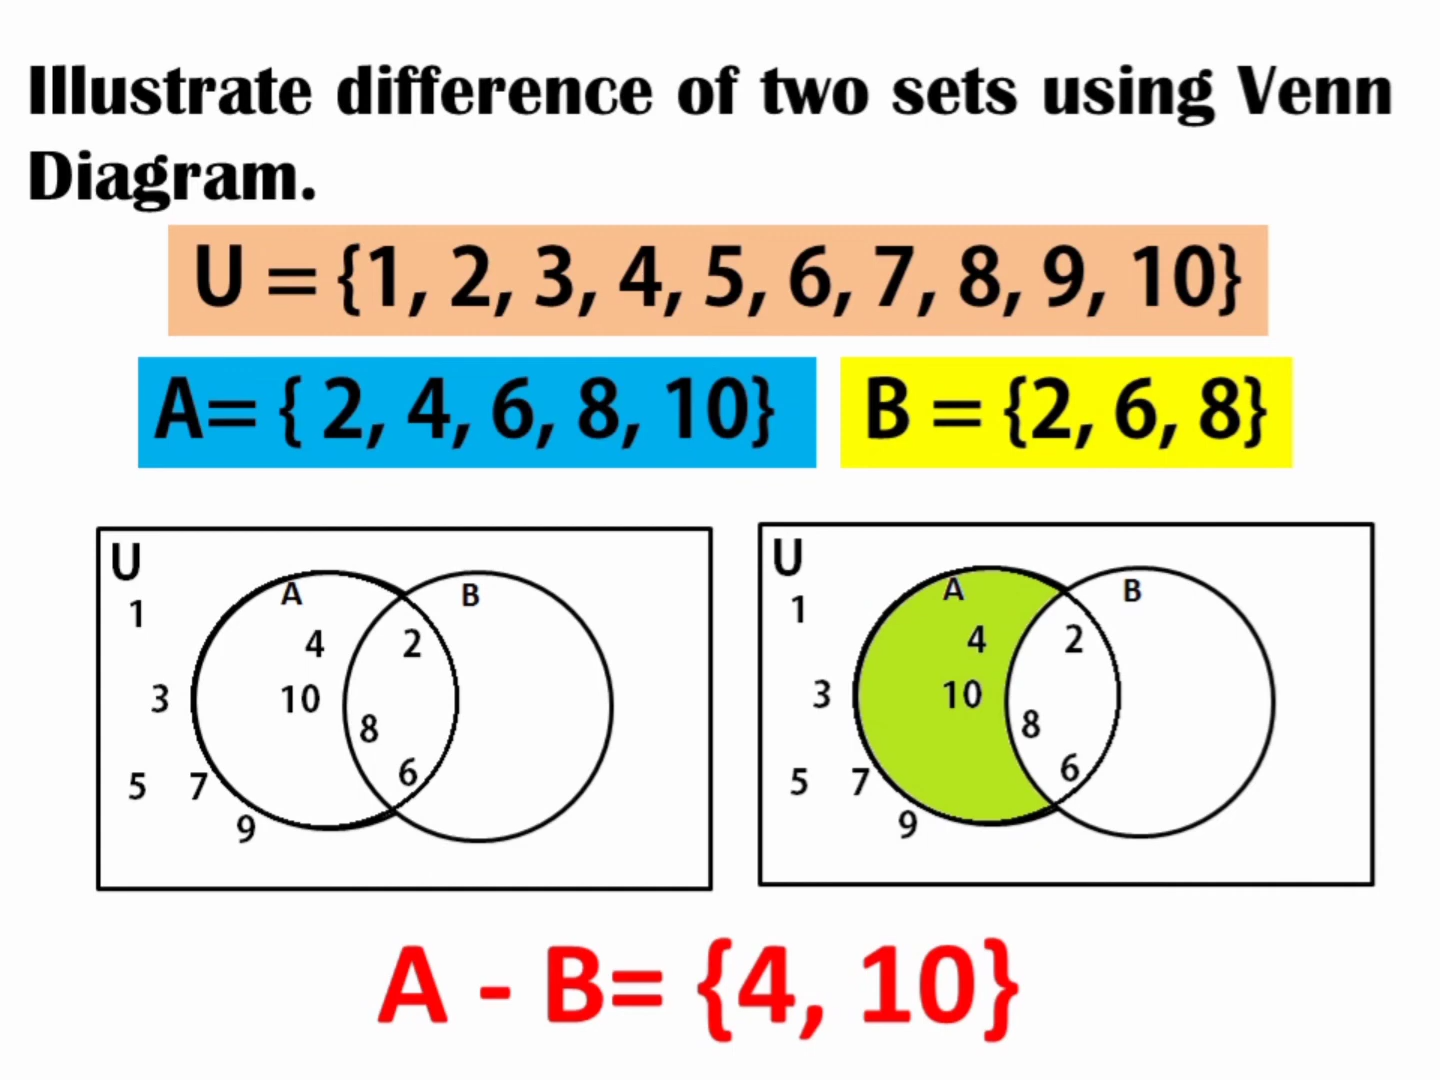 Illustrate difference of two sets using Venn
Diagram.
U = {1, 2, 3, 4, 5, 6, 7, 8, 9, 10}
A= { 2, 4, 6, 8, 10}
B = {2, 6, 8}
U
A
B
1
4
2
3
10
8
6
5
7
9
U
A
B
1
4
2
3
10
8
6
5
7
9
A - B= {4, 10}